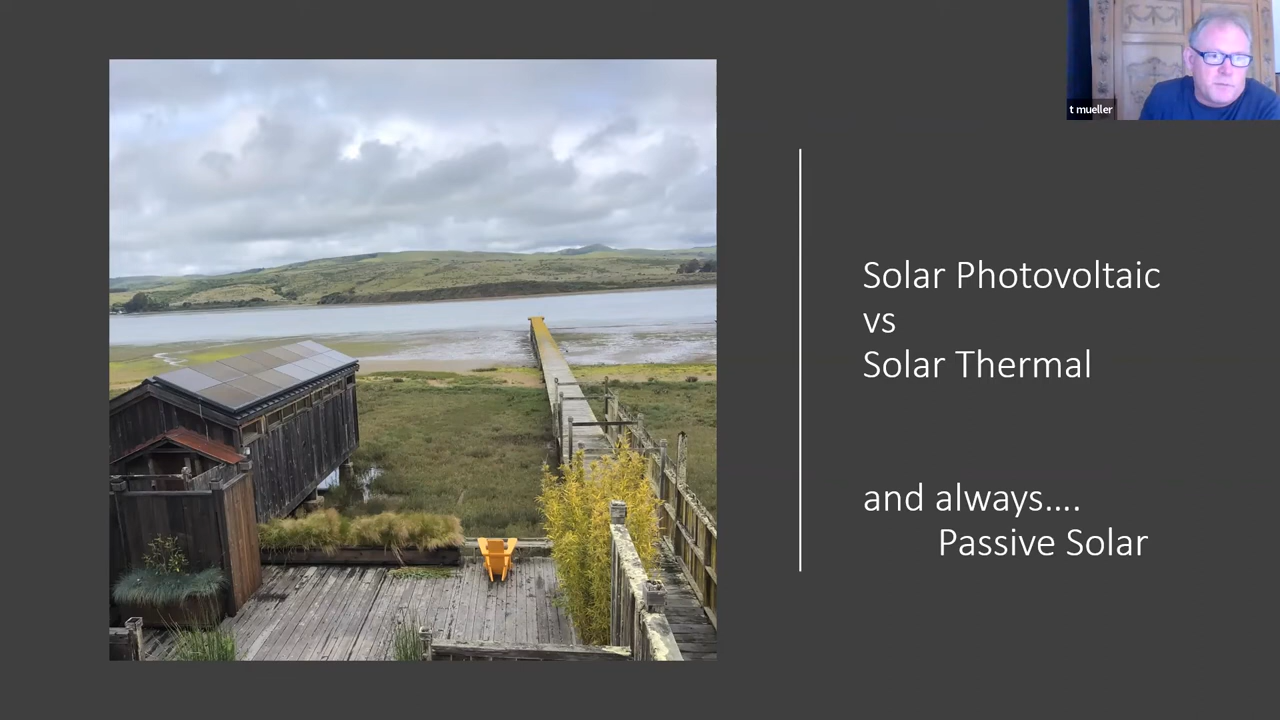 t mueller
Solar Photovoltaic
vs
Solar Thermal
and always....
Passive Solar